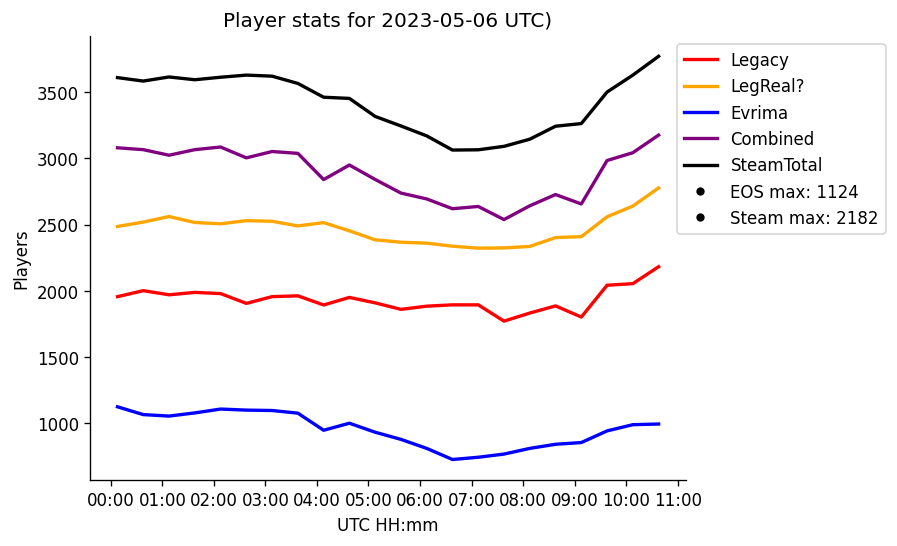 Player stats for 2023-05-06 UTC)
Legacy
LegReal?
Evrima
Combined
SteamTotal
EOS max: 1124
Steam max: 2182
Players
3500
3000
2500
2000
1500
1000
00:00 01:00 02:00 03:00 04:00 05:00 06:00 07:00 08:00 09:00 10:00 11:00
UTC HH:mm